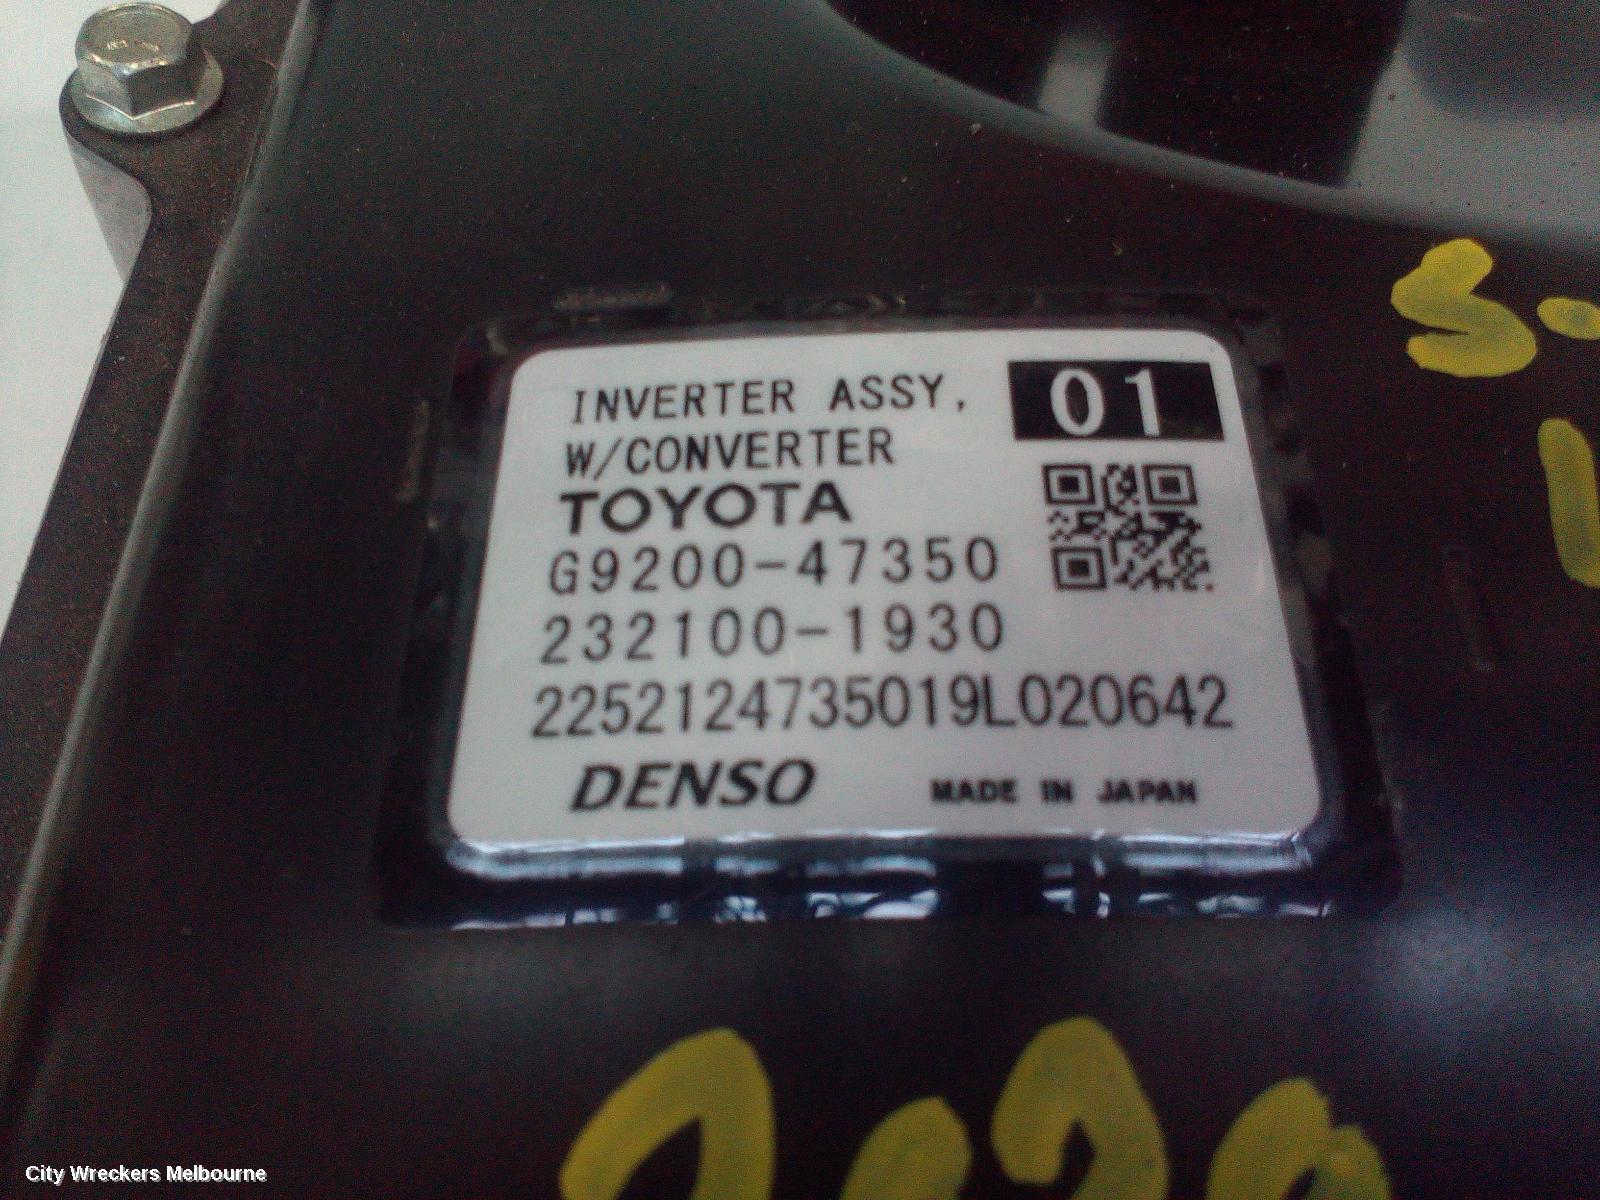 INVERTER ASSY, 01
W/CONVERTER
TOYOTA
G9200-47350
232100-1930
2252124735019L020642
DENSO MADE IN JAPAN
City Wreckers Melbourne